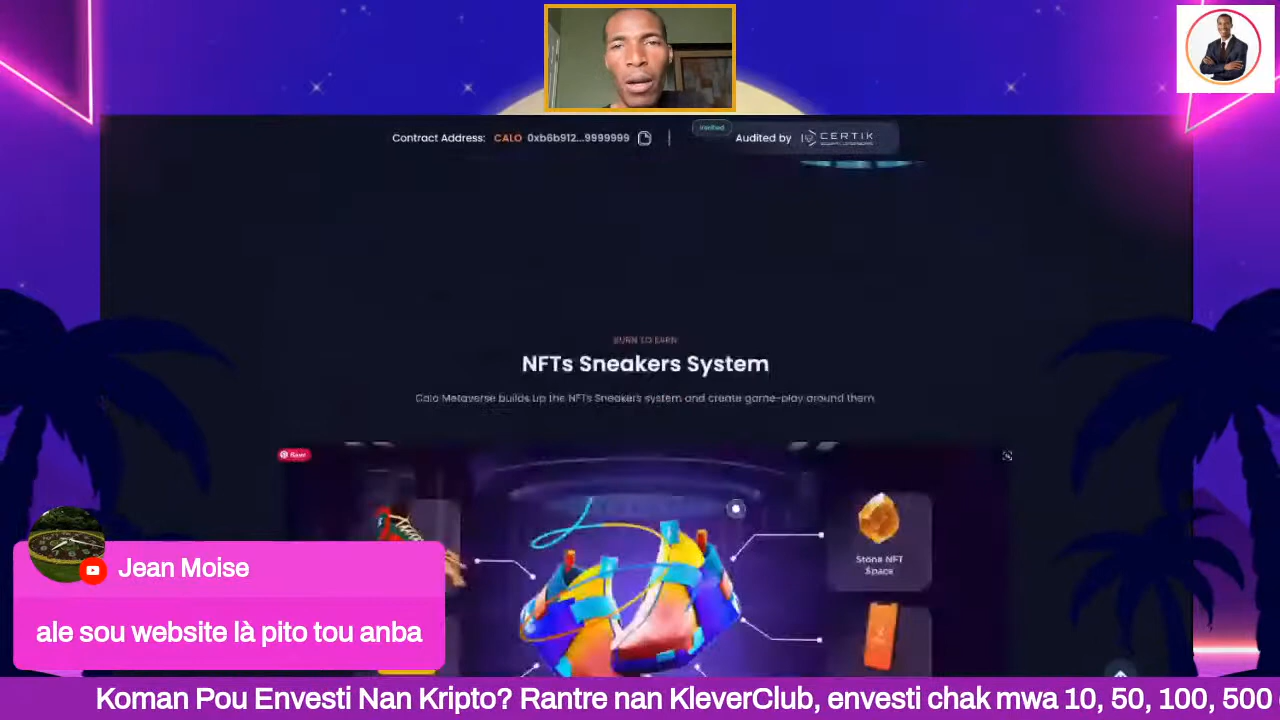 Contract Address: CALO 0xb6b912...9999999
Verified
Audited by CERTIK
BURN TO EARN
NFTs Sneakers System
Calo Metaverse builds up the NFTs Sneakers system and create game-play around them
Save
Stone NFT
Space
Jean Moise
ale sou website là pito tou anba
Koman Pou Envesti Nan Kripto? Rantre nan KleverClub, envesti chak mwa 10, 50, 100, 500